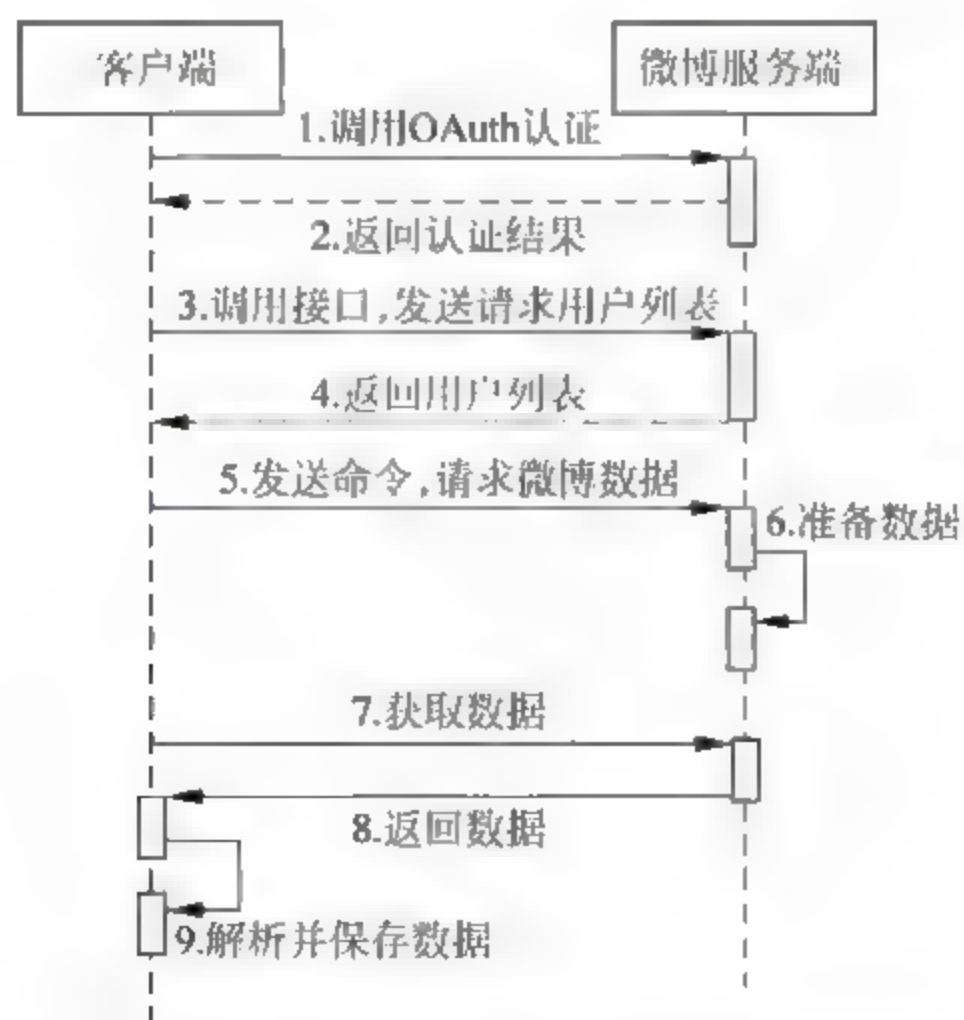 客户端
微博服务端
1.调用OAuth认证
2.返回认证结果
3.调用接口,发送请求用户列表
4.返回用户列表
5.发送命令,请求微博数据
6.准备数据
7.获取数据
8.返回数据
9.解析并保存数据